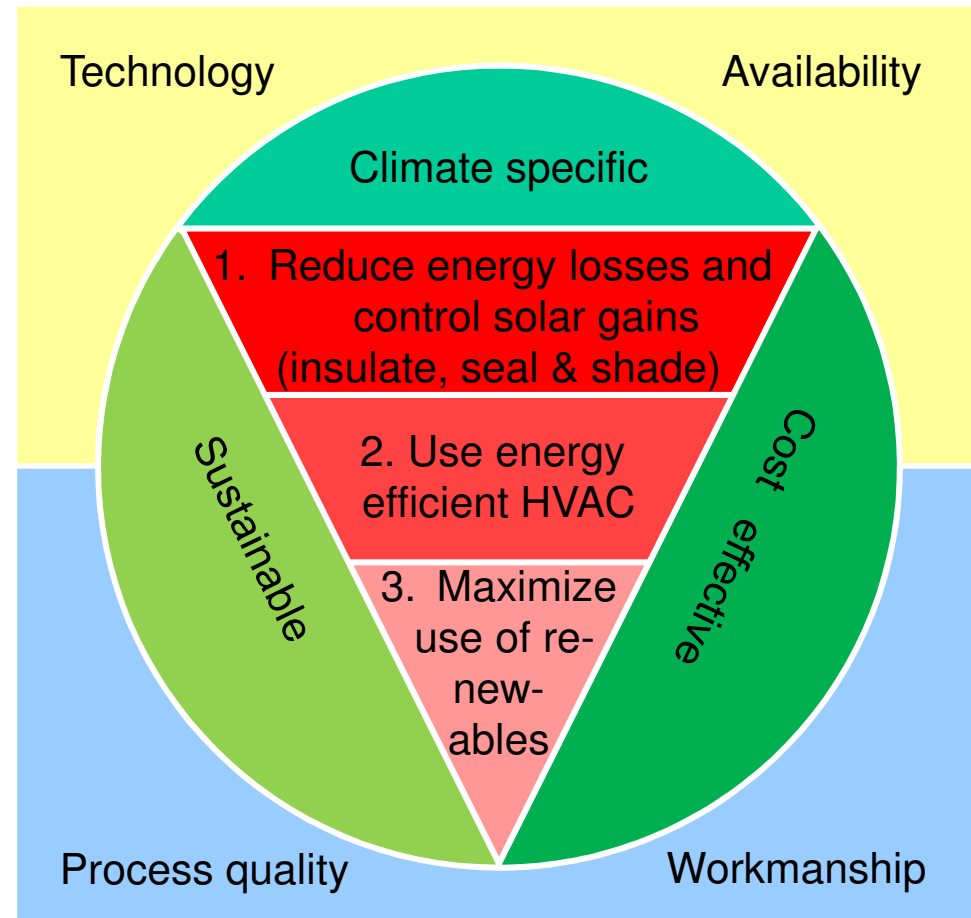 Technology
Availability
Climate specific
1. Reduce energy losses and
control solar gains
(insulate, seal & shade)
2. Use energy
efficient HVAC
3. Maximize
use of re-
new-
ables
Sustainable
Cost effective
Process quality
Workmanship